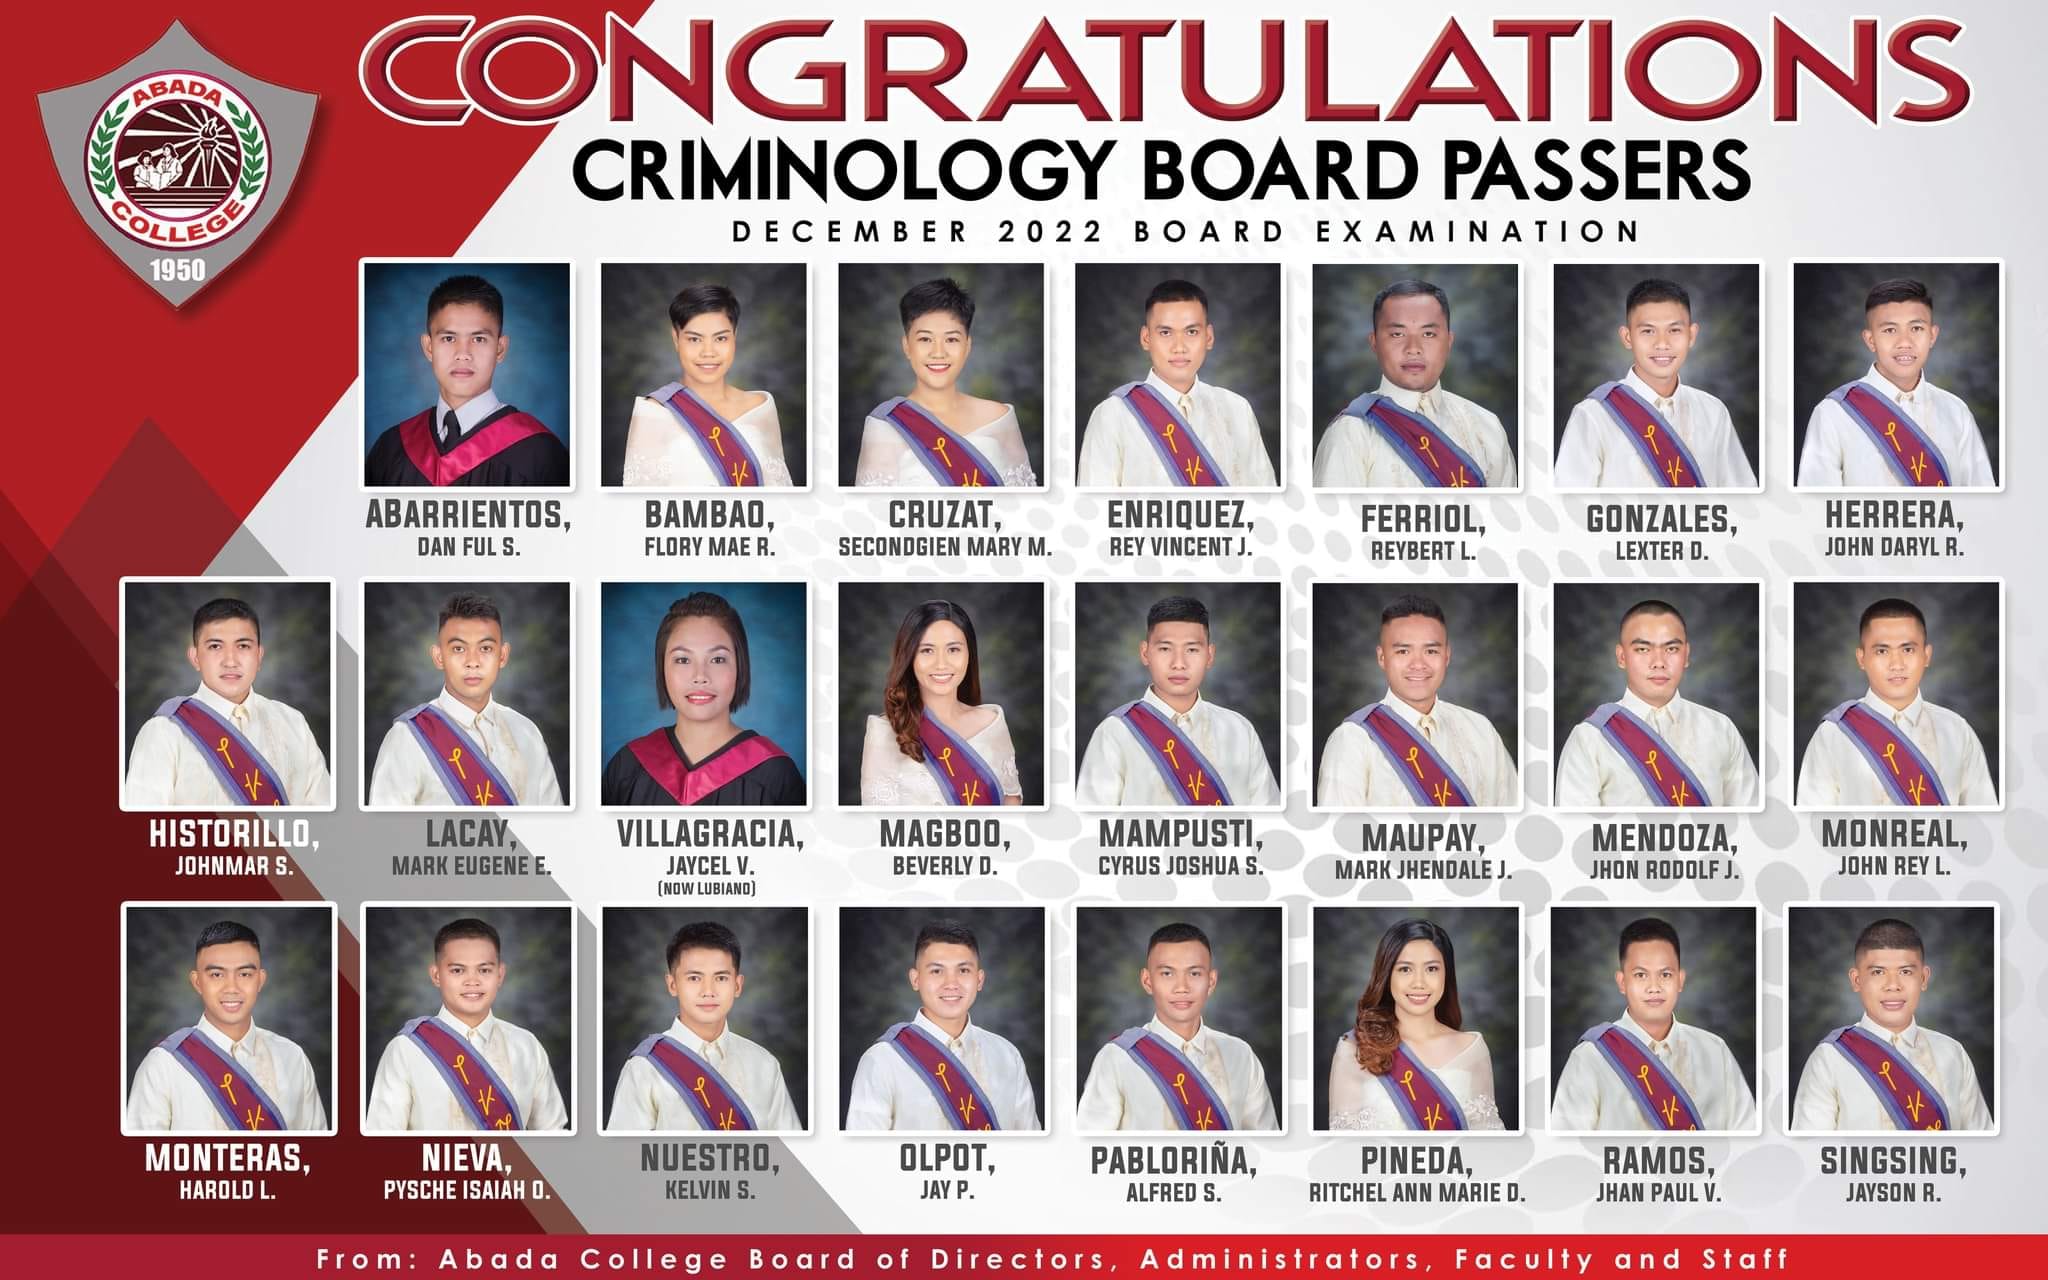 ABADA
COLLEGE
1950
CONGRATULATIONS
CRIMINOLOGY BOARD PASSERS
DECEMBER 2022 BOARD EXAMINATION
ABARRIENTOS,
DAN FUL S.
BAMBAO,
FLORY MAE R.
CRUZAT,
SECONDGIEN MARY M.
ENRIQUEZ,
REY VINCENT J.
FERRIOL,
REYBERT L.
GONZALES,
LEXTER D.
HERRERA,
JOHN DARYL R.
HISTORILLO,
JOHNMAR S.
LACAY,
MARK EUGENE E.
VILLAGRACIA,
JAYCEL V.
(NOW LUBIANO)
MAGBOO,
BEVERLY D.
MAMPUSTI,
CYRUS JOSHUA S.
MAUPAY,
MARK JHENDALE J.
MENDOZA,
JHON RODOLF J.
MONREAL,
JOHN REY L.
MONTERAS,
HAROLD L.
NIEVA,
PYSCHE ISAIAH O.
NUESTRO,
KELVIN S.
OLPOT,
JAY P.
PABLORIÑA,
ALFRED S.
PINEDA,
RITCHEL ANN MARIE D.
RAMOS,
JHAN PAUL V.
SINGSING,
JAYSON R.
From: Abada College Board of Directors, Administrators, Faculty and Staff